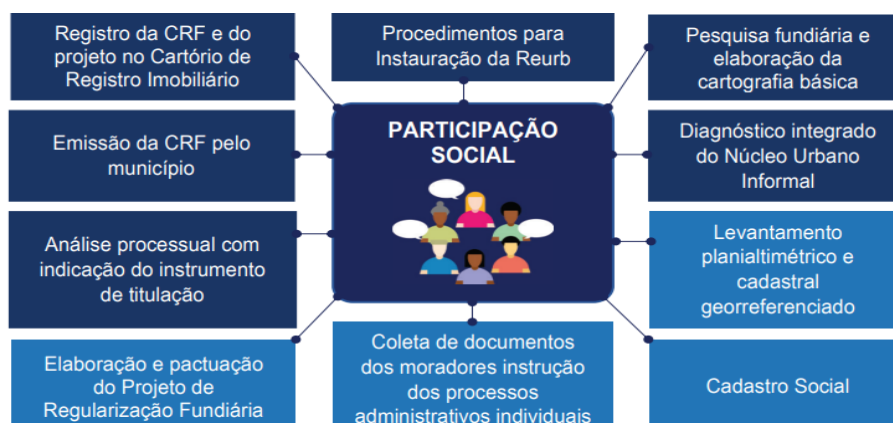 Registro da CRF e do
projeto no Cartório de
Registro Imobiliário
Procedimentos para
Instauração da Reurb
Pesquisa fundiária e
elaboração da
cartografia básica
Emissão da CRF pelo
município
PARTICIPAÇÃO
SOCIAL
Diagnóstico integrado
do Núcleo Urbano
Informal
Análise processual com
indicação do instrumento
de titulação
Levantamento
planialtimétrico e
cadastral
georreferenciado
Elaboração e pactuação
do Projeto de
Regularização Fundiária
Coleta de documentos
dos moradores instrução
dos processos
administrativos individuais
Cadastro Social